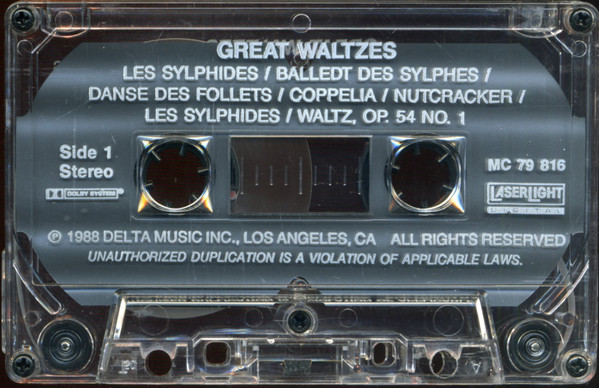 GREAT WALTZES
LES SYLPHIDES / BALLEDT DES SYLPHES /
DANSE DES FOLLETS / COPPELIA / NUTCRACKER /
LES SYLPHIDES / WALTZ, OP. 54 NO. 1
Side 1
Stereo
MC 79 816
DOLBY SYSTEM
LASERLIGHT
DIGITAL
℗ 1988 DELTA MUSIC INC., LOS ANGELES, CA ALL RIGHTS RESERVED
UNAUTHORIZED DUPLICATION IS A VIOLATION OF APPLICABLE LAWS.
A